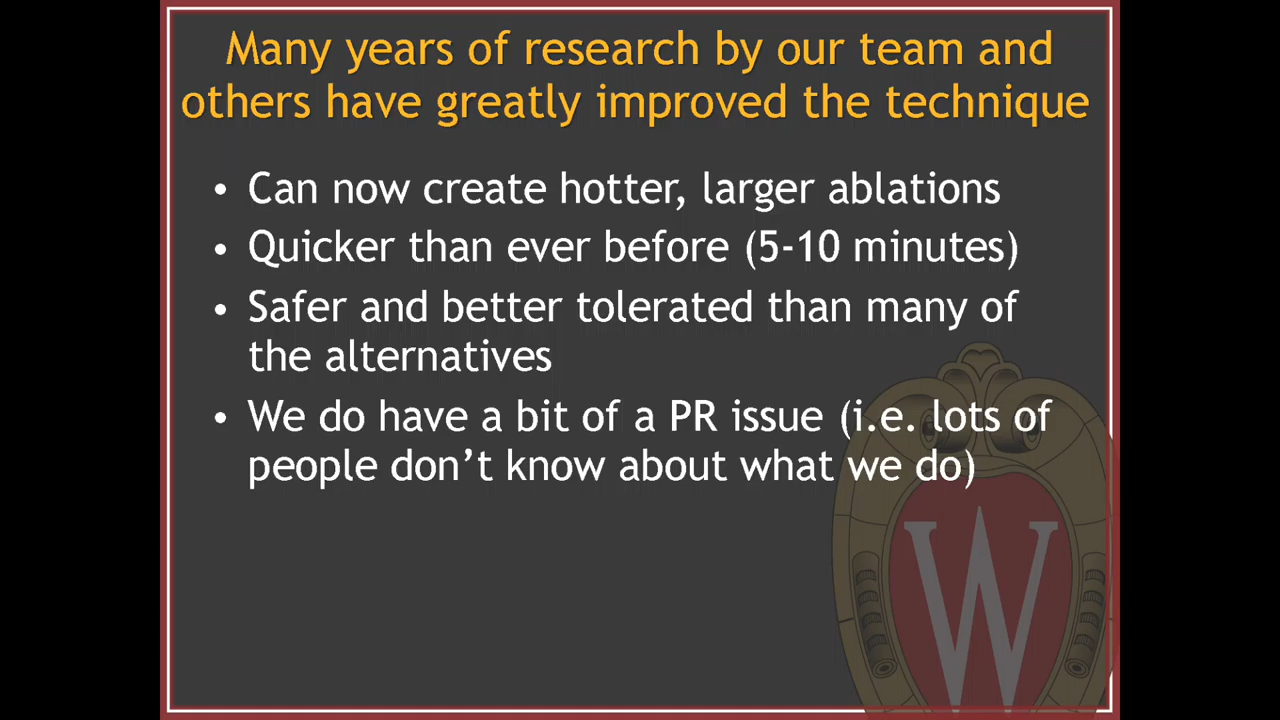 Many years of research by our team and
others have greatly improved the technique
• Can now create hotter, larger ablations
• Quicker than ever before (5-10 minutes)
• Safer and better tolerated than many of
the alternatives
• We do have a bit of a PR issue (i.e. lots of
people don’t know about what we do)
W